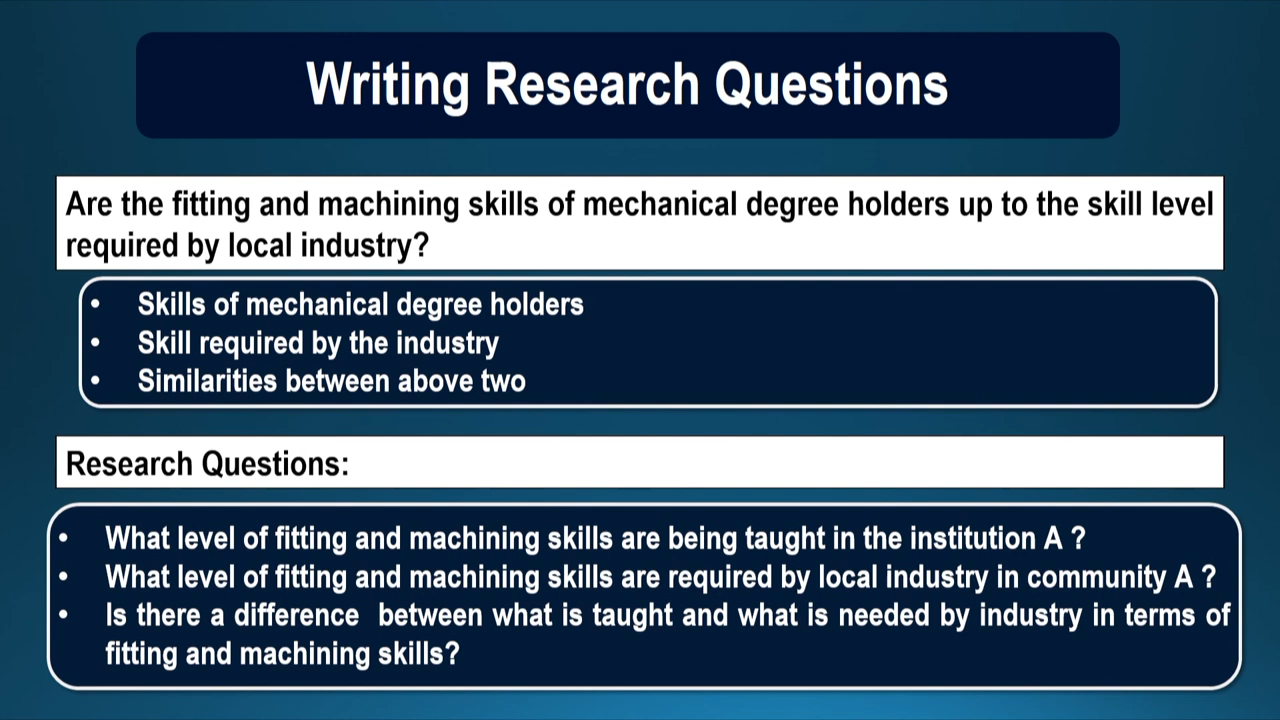 Writing Research Questions
Are the fitting and machining skills of mechanical degree holders up to the skill level
required by local industry?
• Skills of mechanical degree holders
• Skill required by the industry
• Similarities between above two
Research Questions:
• What level of fitting and machining skills are being taught in the institution A ?
• What level of fitting and machining skills are required by local industry in community A ?
• Is there a difference between what is taught and what is needed by industry in terms of
fitting and machining skills?